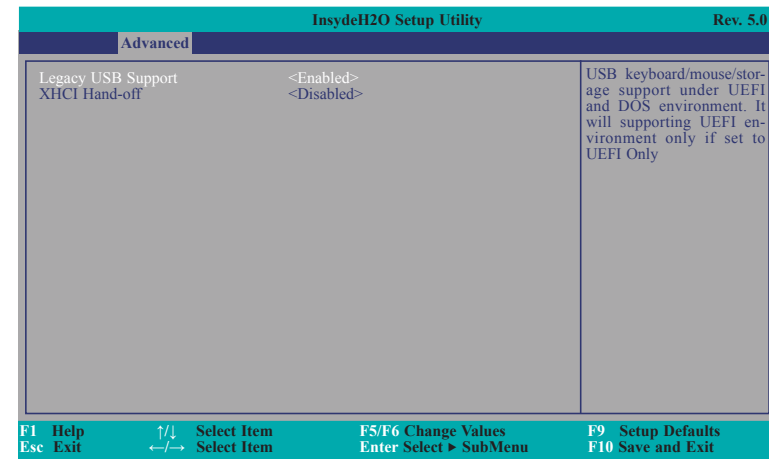 InsydeH2O Setup Utility Rev. 5.0
Advanced
Legacy USB Support <Enabled>
XHCI Hand-off <Disabled>
USB keyboard/mouse/stor-
age support under UEFI
and DOS environment. It
will supporting UEFI en-
vironment only if set to
UEFI Only
F1 Help ↑/↓ Select Item F5/F6 Change Values F9 Setup Defaults
Esc Exit ←/→ Select Item Enter Select ▶ SubMenu F10 Save and Exit